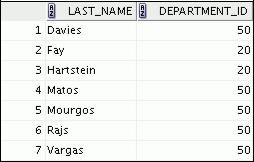 LAST_NAME DEPARTMENT_ID
1 Davies 50
2 Fay 20
3 Hartstein 20
4 Matos 50
5 Mourgos 50
6 Rajs 50
7 Vargas 50